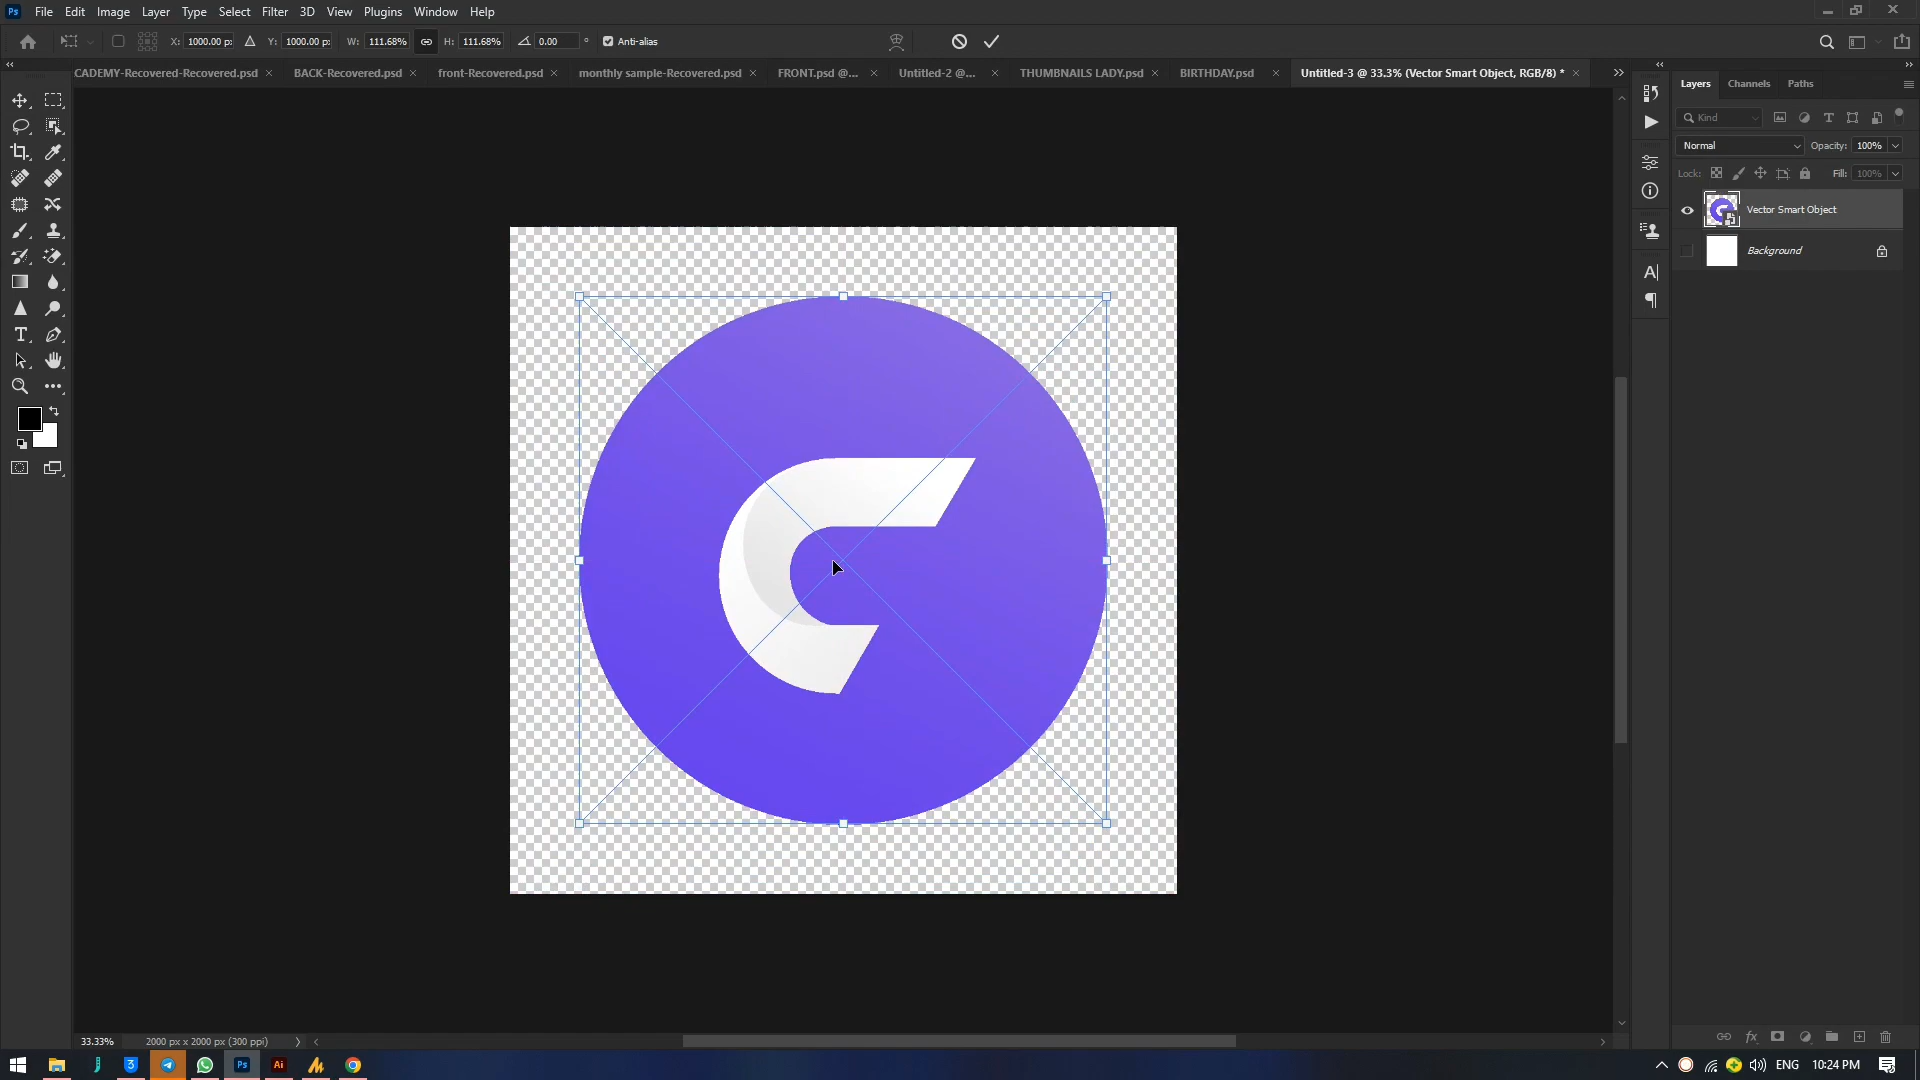 Ps File Edit Image Layer Type Select Filter 3D View Plugins Window Help
X: 1000.00 p: Y: 1000.00 p: W: 111.68% H: 111.68% 0.00 ° Anti-alias
CADEMY-Recovered-Recovered.psd BACK-Recovered.psd front-Recovered.psd monthly sample-Recovered.psd FRONT.psd @... Untitled-2 @... THUMBNAILS LADY.psd BIRTHDAY.psd Untitled-3 @ 33.3% (Vector Smart Object, RGB/8) *
Layers Channels Paths
Kind
Normal Opacity: 100%
Lock: Fill: 100%
Vector Smart Object
Background
33.33% 2000 px x 2000 px (300 ppi)
Ps Ai ENG 10:24 PM